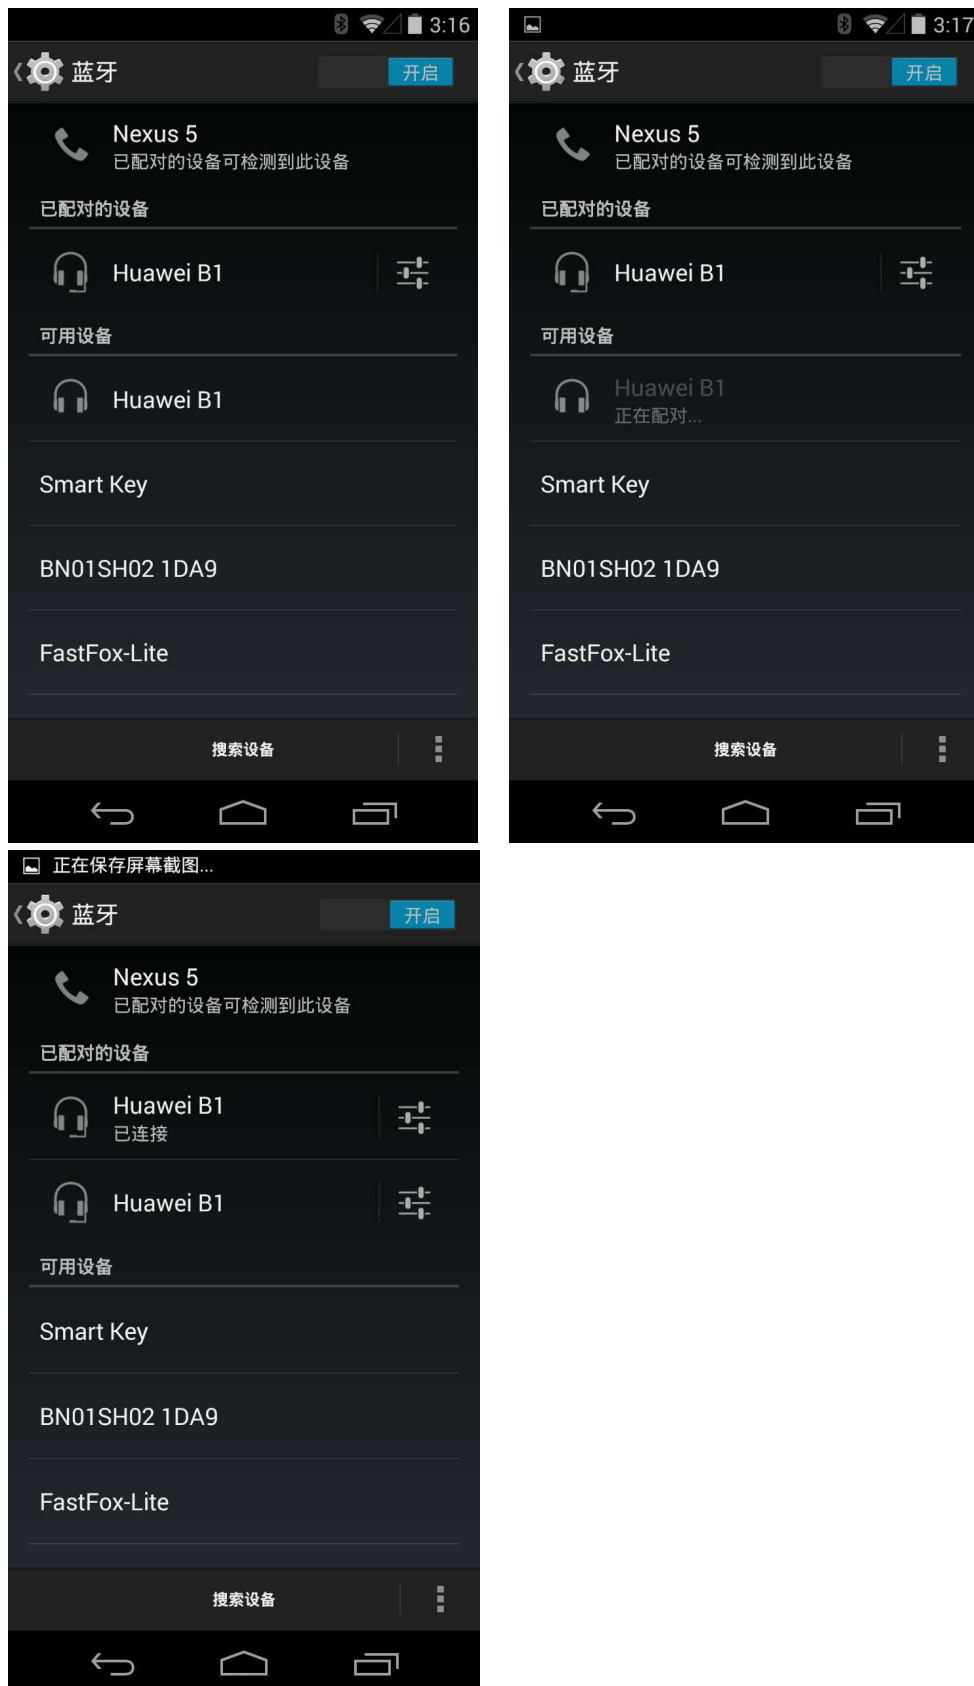 3:16
蓝牙
开启
Nexus 5
已配对的设备可检测到此设备
已配对的设备
Huawei B1
可用设备
Huawei B1
Smart Key
BN01SH02 1DA9
FastFox-Lite
搜索设备
3:17
蓝牙
开启
Nexus 5
已配对的设备可检测到此设备
已配对的设备
Huawei B1
可用设备
Huawei B1
正在配对...
Smart Key
BN01SH02 1DA9
FastFox-Lite
搜索设备
正在保存屏幕截图...
蓝牙
开启
Nexus 5
已配对的设备可检测到此设备
已配对的设备
Huawei B1
已连接
Huawei B1
可用设备
Smart Key
BN01SH02 1DA9
FastFox-Lite
搜索设备